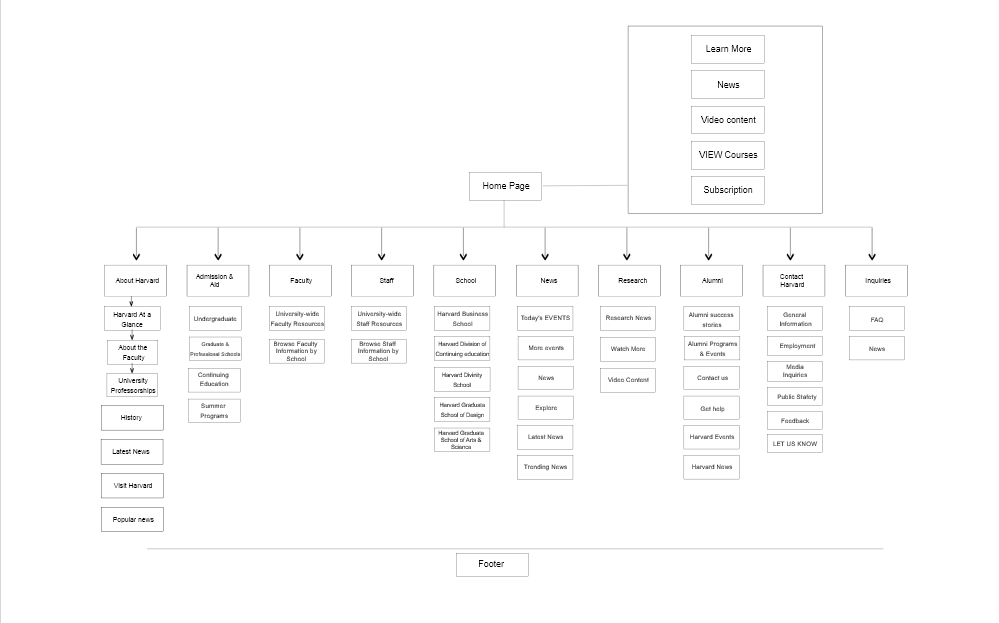 Learn More
News
Video content
VIEW Courses
Subscription
Home Page
About Harvard
Harvard At a
Glance
About the
Faculty
University
Professorships
History
Latest News
Visit Harvard
Popular news
Admission &
Aid
Undergraduate
Graduate &
Professional Schools
Continuing
Education
Summer
Programs
Faculty
University-wide
Faculty Resources
Browse Faculty
Information by
School
Staff
University-wide
Staff Resources
Browse Staff
Information by
School
School
Harvard Business
School
Harvard Division of
Continuing education
Harvard Divinity
School
Harvard Graduate
School of Design
Harvard Graduate
School of Arts &
Science
News
Today's EVENTS
More events
News
Explore
Latest News
Trending News
Research
Research News
Watch More
Video Content
Alumni
Alumni success
stories
Alumni Programs
& Events
Contact us
Get help
Harvard Events
Harvard News
Contact
Harvard
General
Information
Employment
Media
Inquiries
Public Stafety
Feedback
LET US KNOW
Inquiries
FAQ
News
Footer